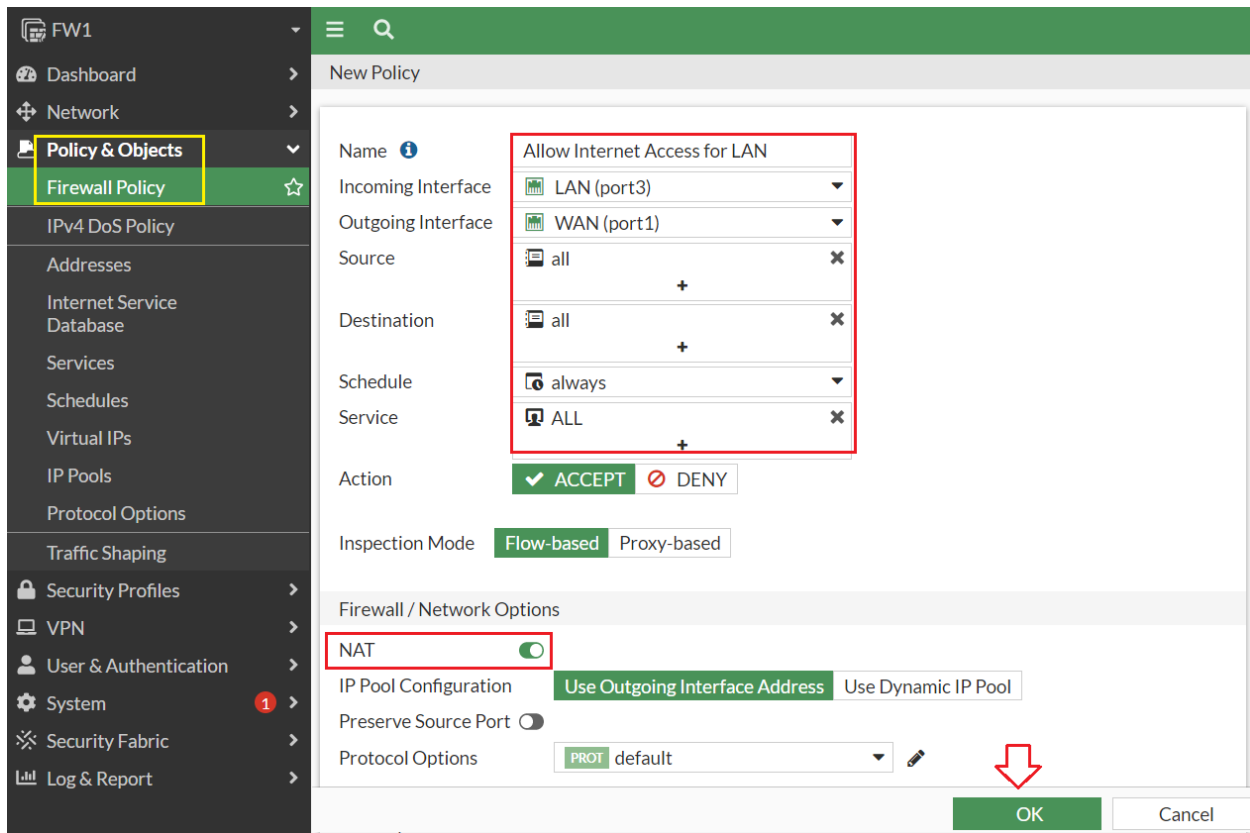 FW1
Dashboard
Network
Policy & Objects
Firewall Policy
IPv4 DoS Policy
Addresses
Internet Service
Database
Services
Schedules
Virtual IPs
IP Pools
Protocol Options
Traffic Shaping
Security Profiles
VPN
User & Authentication
System 1
Security Fabric
Log & Report
New Policy
Name Allow Internet Access for LAN
Incoming Interface LAN (port3)
Outgoing Interface WAN (port1)
Source all
+
Destination all
+
Schedule always
Service ALL
+
Action ACCEPT DENY
Inspection Mode Flow-based Proxy-based
Firewall / Network Options
NAT
IP Pool Configuration Use Outgoing Interface Address Use Dynamic IP Pool
Preserve Source Port
Protocol Options PROT default
OK Cancel